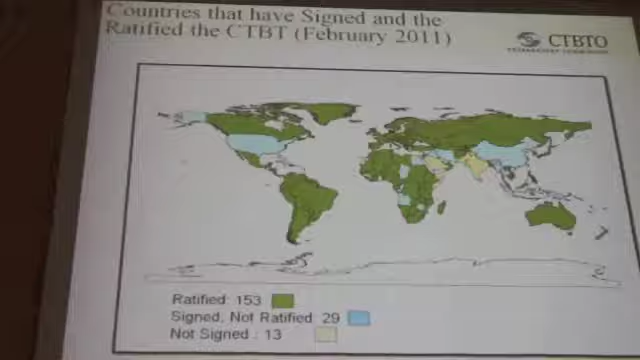 Countries that have Signed and the
Ratified the CTBT (February 2011)
CTBTO
Ratified: 153
Signed, Not Ratified: 29
Not Signed : 13